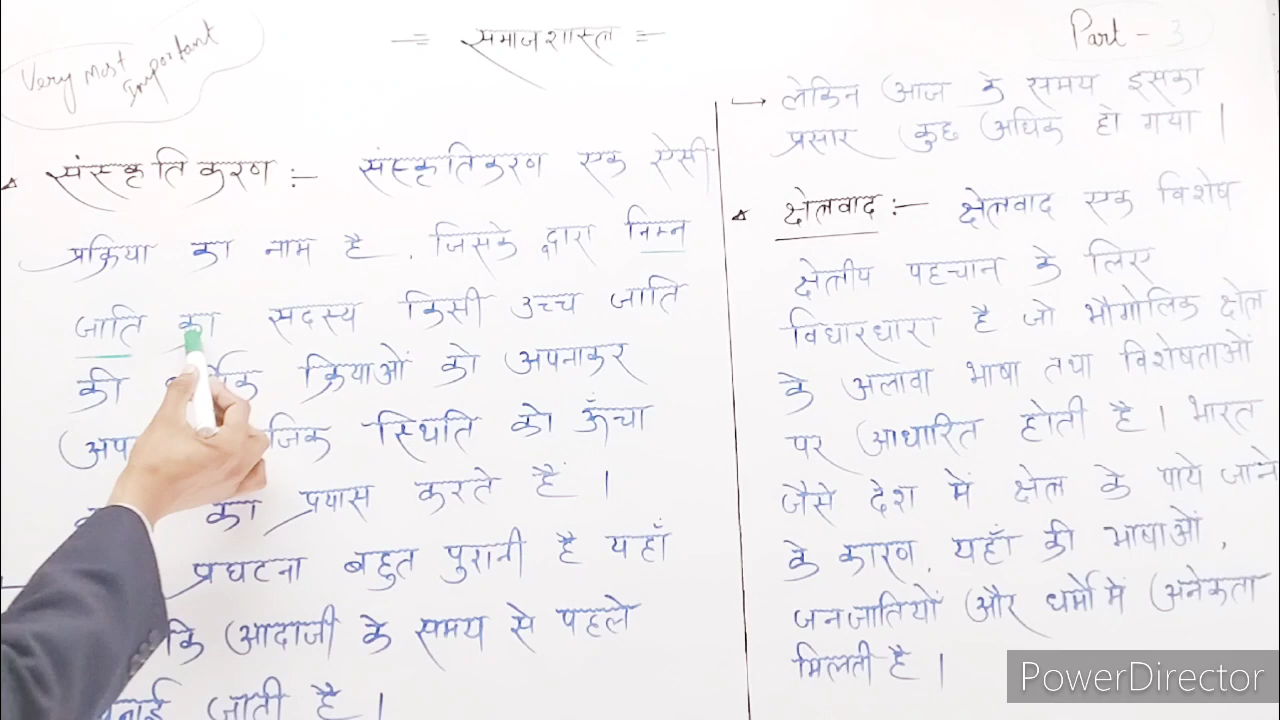 Very most
Important
समाजशास्त्र
Part - 3
संस्कृतिकरण :- संस्कृतिकरण एक ऐसी
प्रक्रिया का नाम है , जिसके द्वारा निम्न
जाति का सदस्य किसी उच्च जाति
की क्रियाओं को अपनाकर
स्थिति को ऊँचा
का प्रयास करते हैं ।
प्रघटना बहुत पुरानी है यहाँ
कि आदाजी के समय से पहले
जाती है ।
→ लेकिन आज के समय इसका
प्रसार कुछ अधिक हो गया ।
क्षेत्रवाद :- क्षेत्रवाद एक विशेष
क्षेत्रीय पहचान के लिए
विधारधारा है जो भौगोलिक क्षेत्र
के अलावा भाषा तथा विशेषताओं
पर आधारित होती है । भारत
जैसे देश में क्षेत्र के पाये जाने
के कारण , यहाँ की भाषाओं ,
जनजातियों और धर्मों में अनेकता
मिलती है ।
PowerDirector